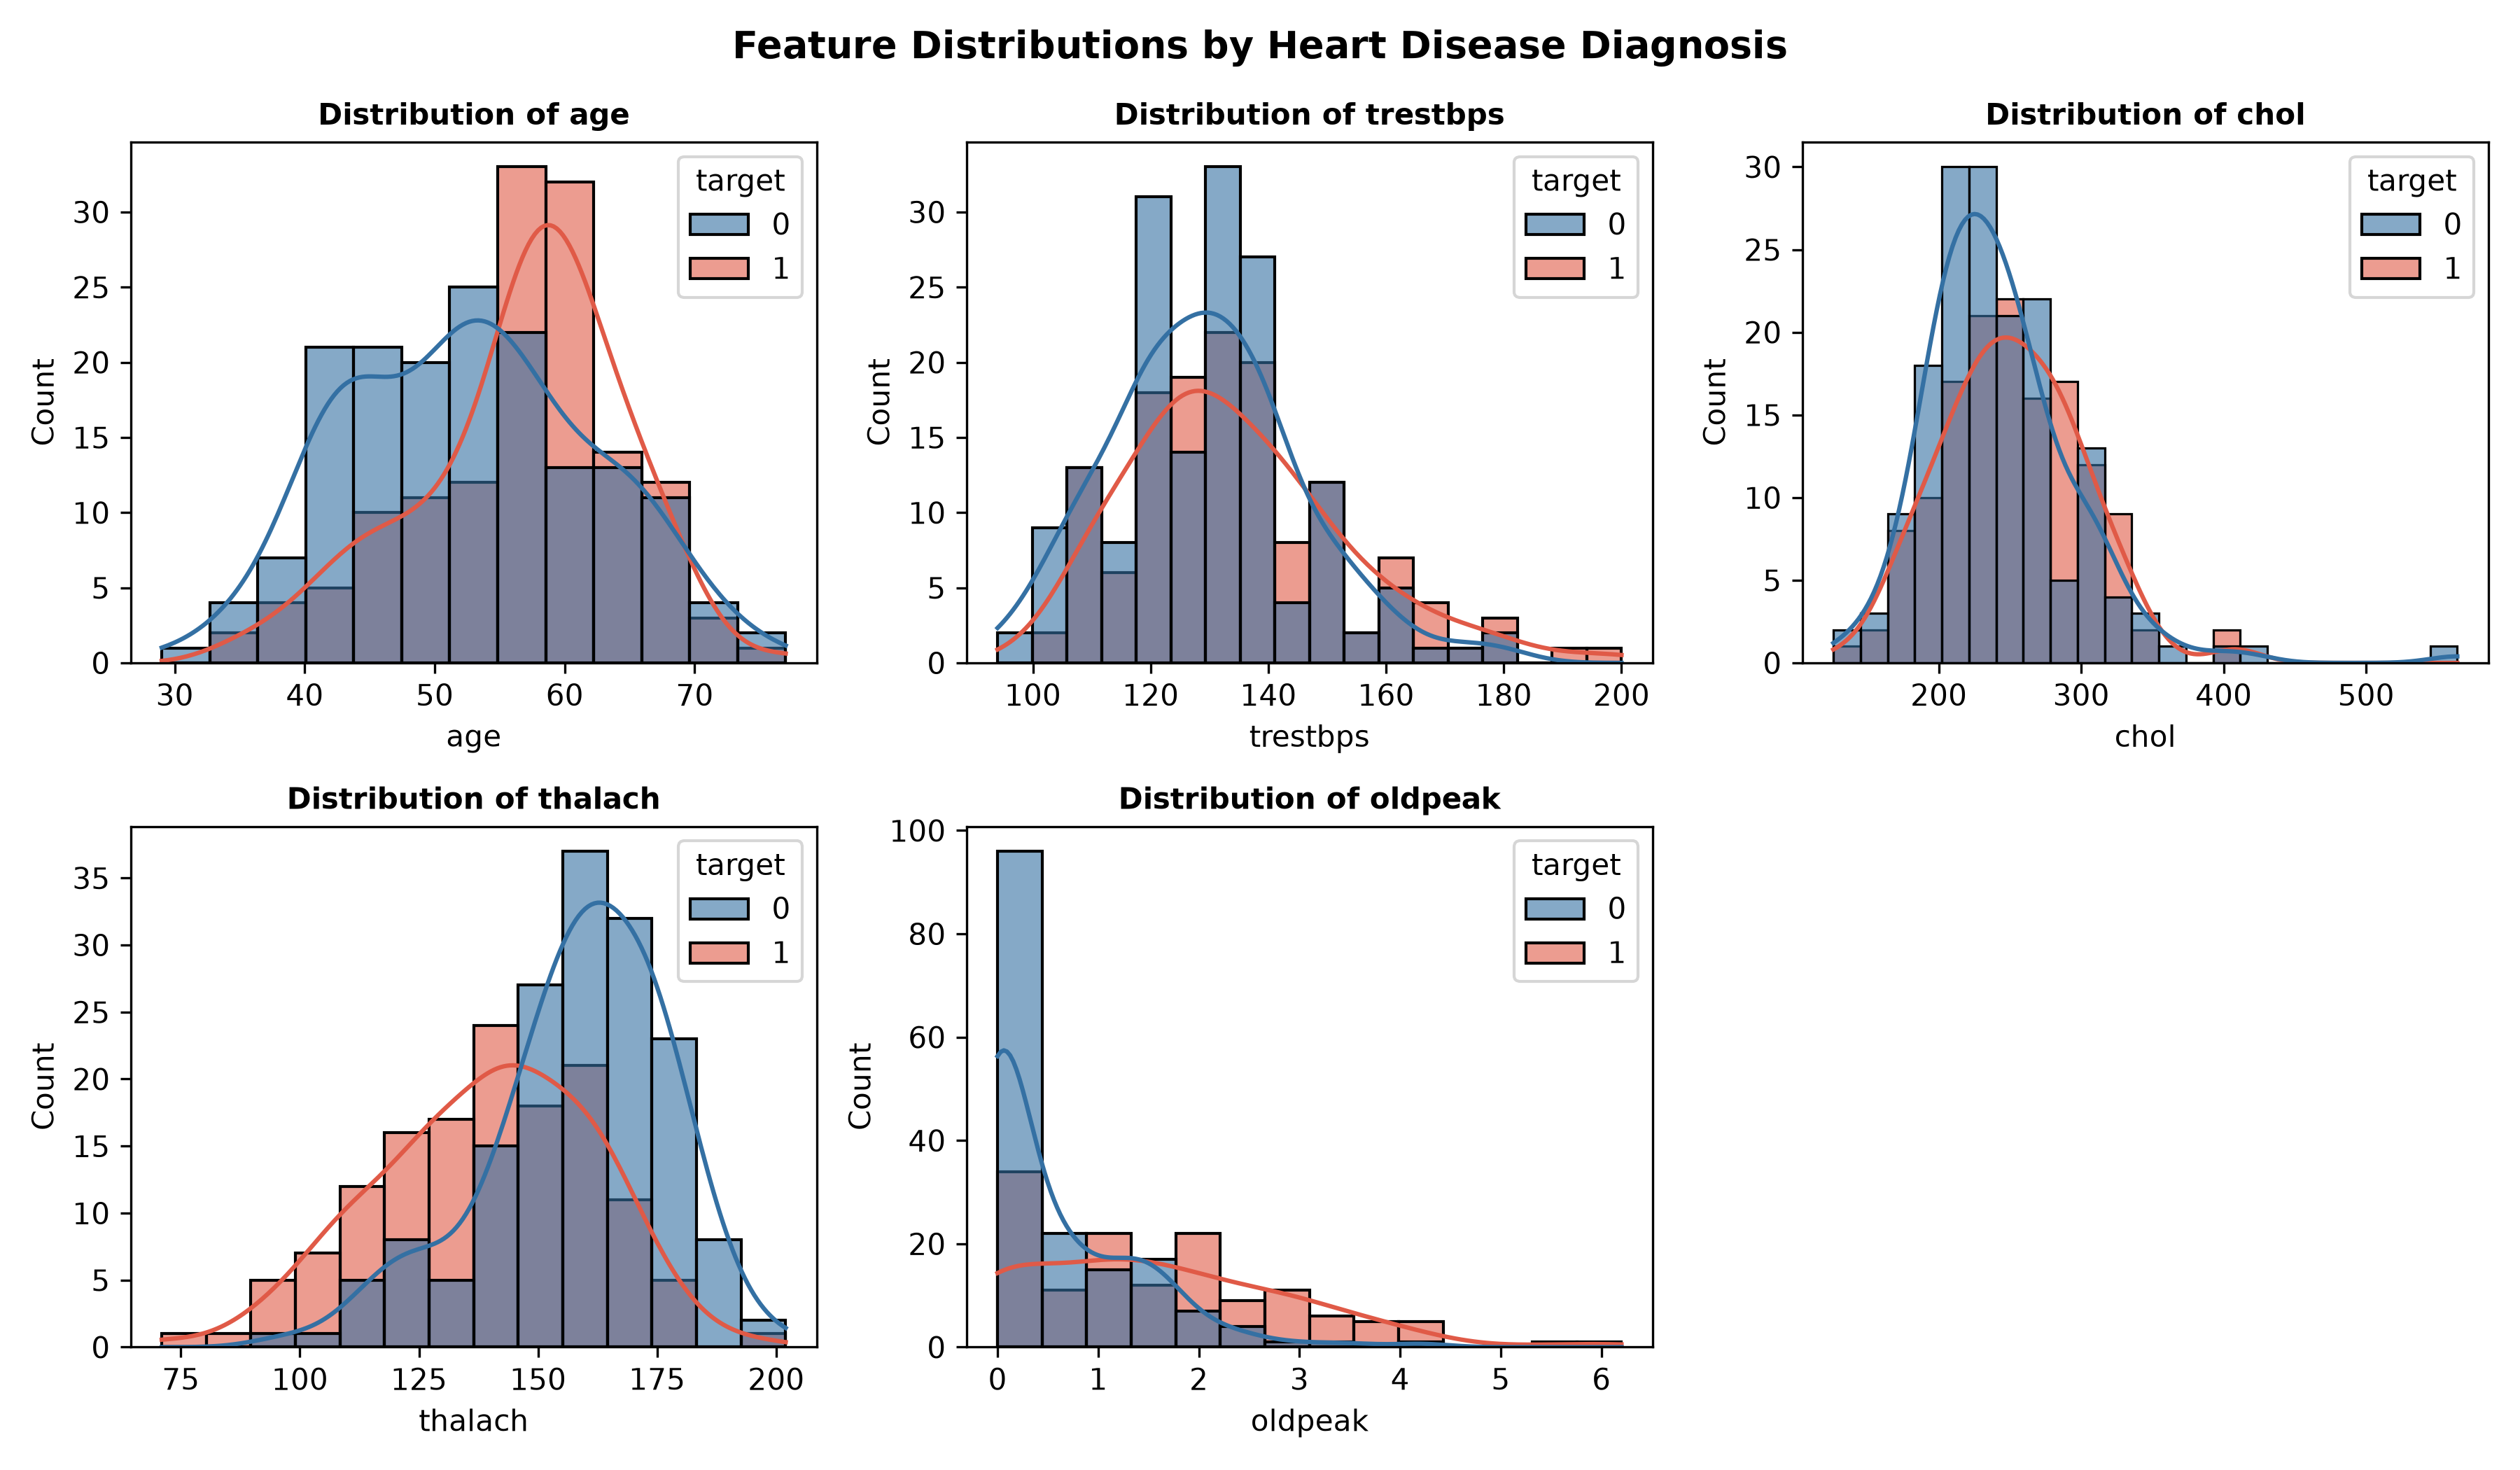 Feature Distributions by Heart Disease Diagnosis
Distribution of age
Count
0
5
10
15
20
25
30
30 40 50 60 70
age
target
0
1
Distribution of trestbps
Count
0
5
10
15
20
25
30
100 120 140 160 180 200
trestbps
target
0
1
Distribution of chol
Count
0
5
10
15
20
25
30
200 300 400 500
chol
target
0
1
Distribution of thalach
Count
0
5
10
15
20
25
30
35
75 100 125 150 175 200
thalach
target
0
1
Distribution of oldpeak
Count
0
20
40
60
80
100
0 1 2 3 4 5 6
oldpeak
target
0
1